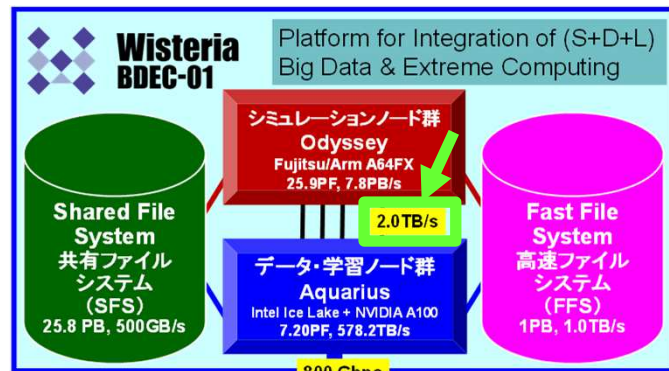 Wisteria
BDEC-01
Platform for Integration of (S+D+L)
Big Data & Extreme Computing
シミュレーションノード群
Odyssey
Fujitsu/Arm A64FX
25.9PF, 7.8PB/s
2.0TB/s
Shared File
System
共有ファイル
システム
（SFS）
25.8 PB, 500GB/s
データ・学習ノード群
Aquarius
Intel Ice Lake + NVIDIA A100
7.20PF, 578.2TB/s
Fast File
System
高速ファイル
システム
（FFS）
1PB, 1.0TB/s
800 Gbps